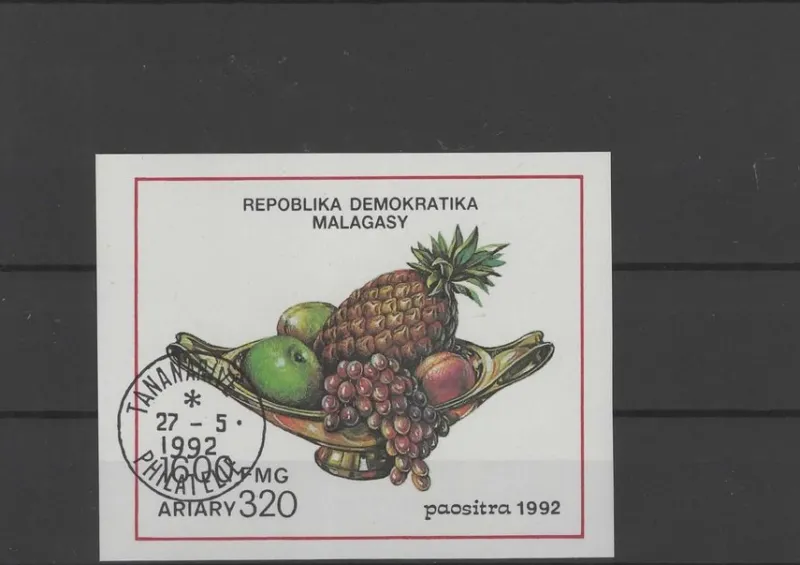 REPOBLIKA DEMOKRATIKA
MALAGASY
TANANARIVE
*
27 - 5 .
1992
PHILATELIE
1600 FMG
ARIARY 320
paositra 1992